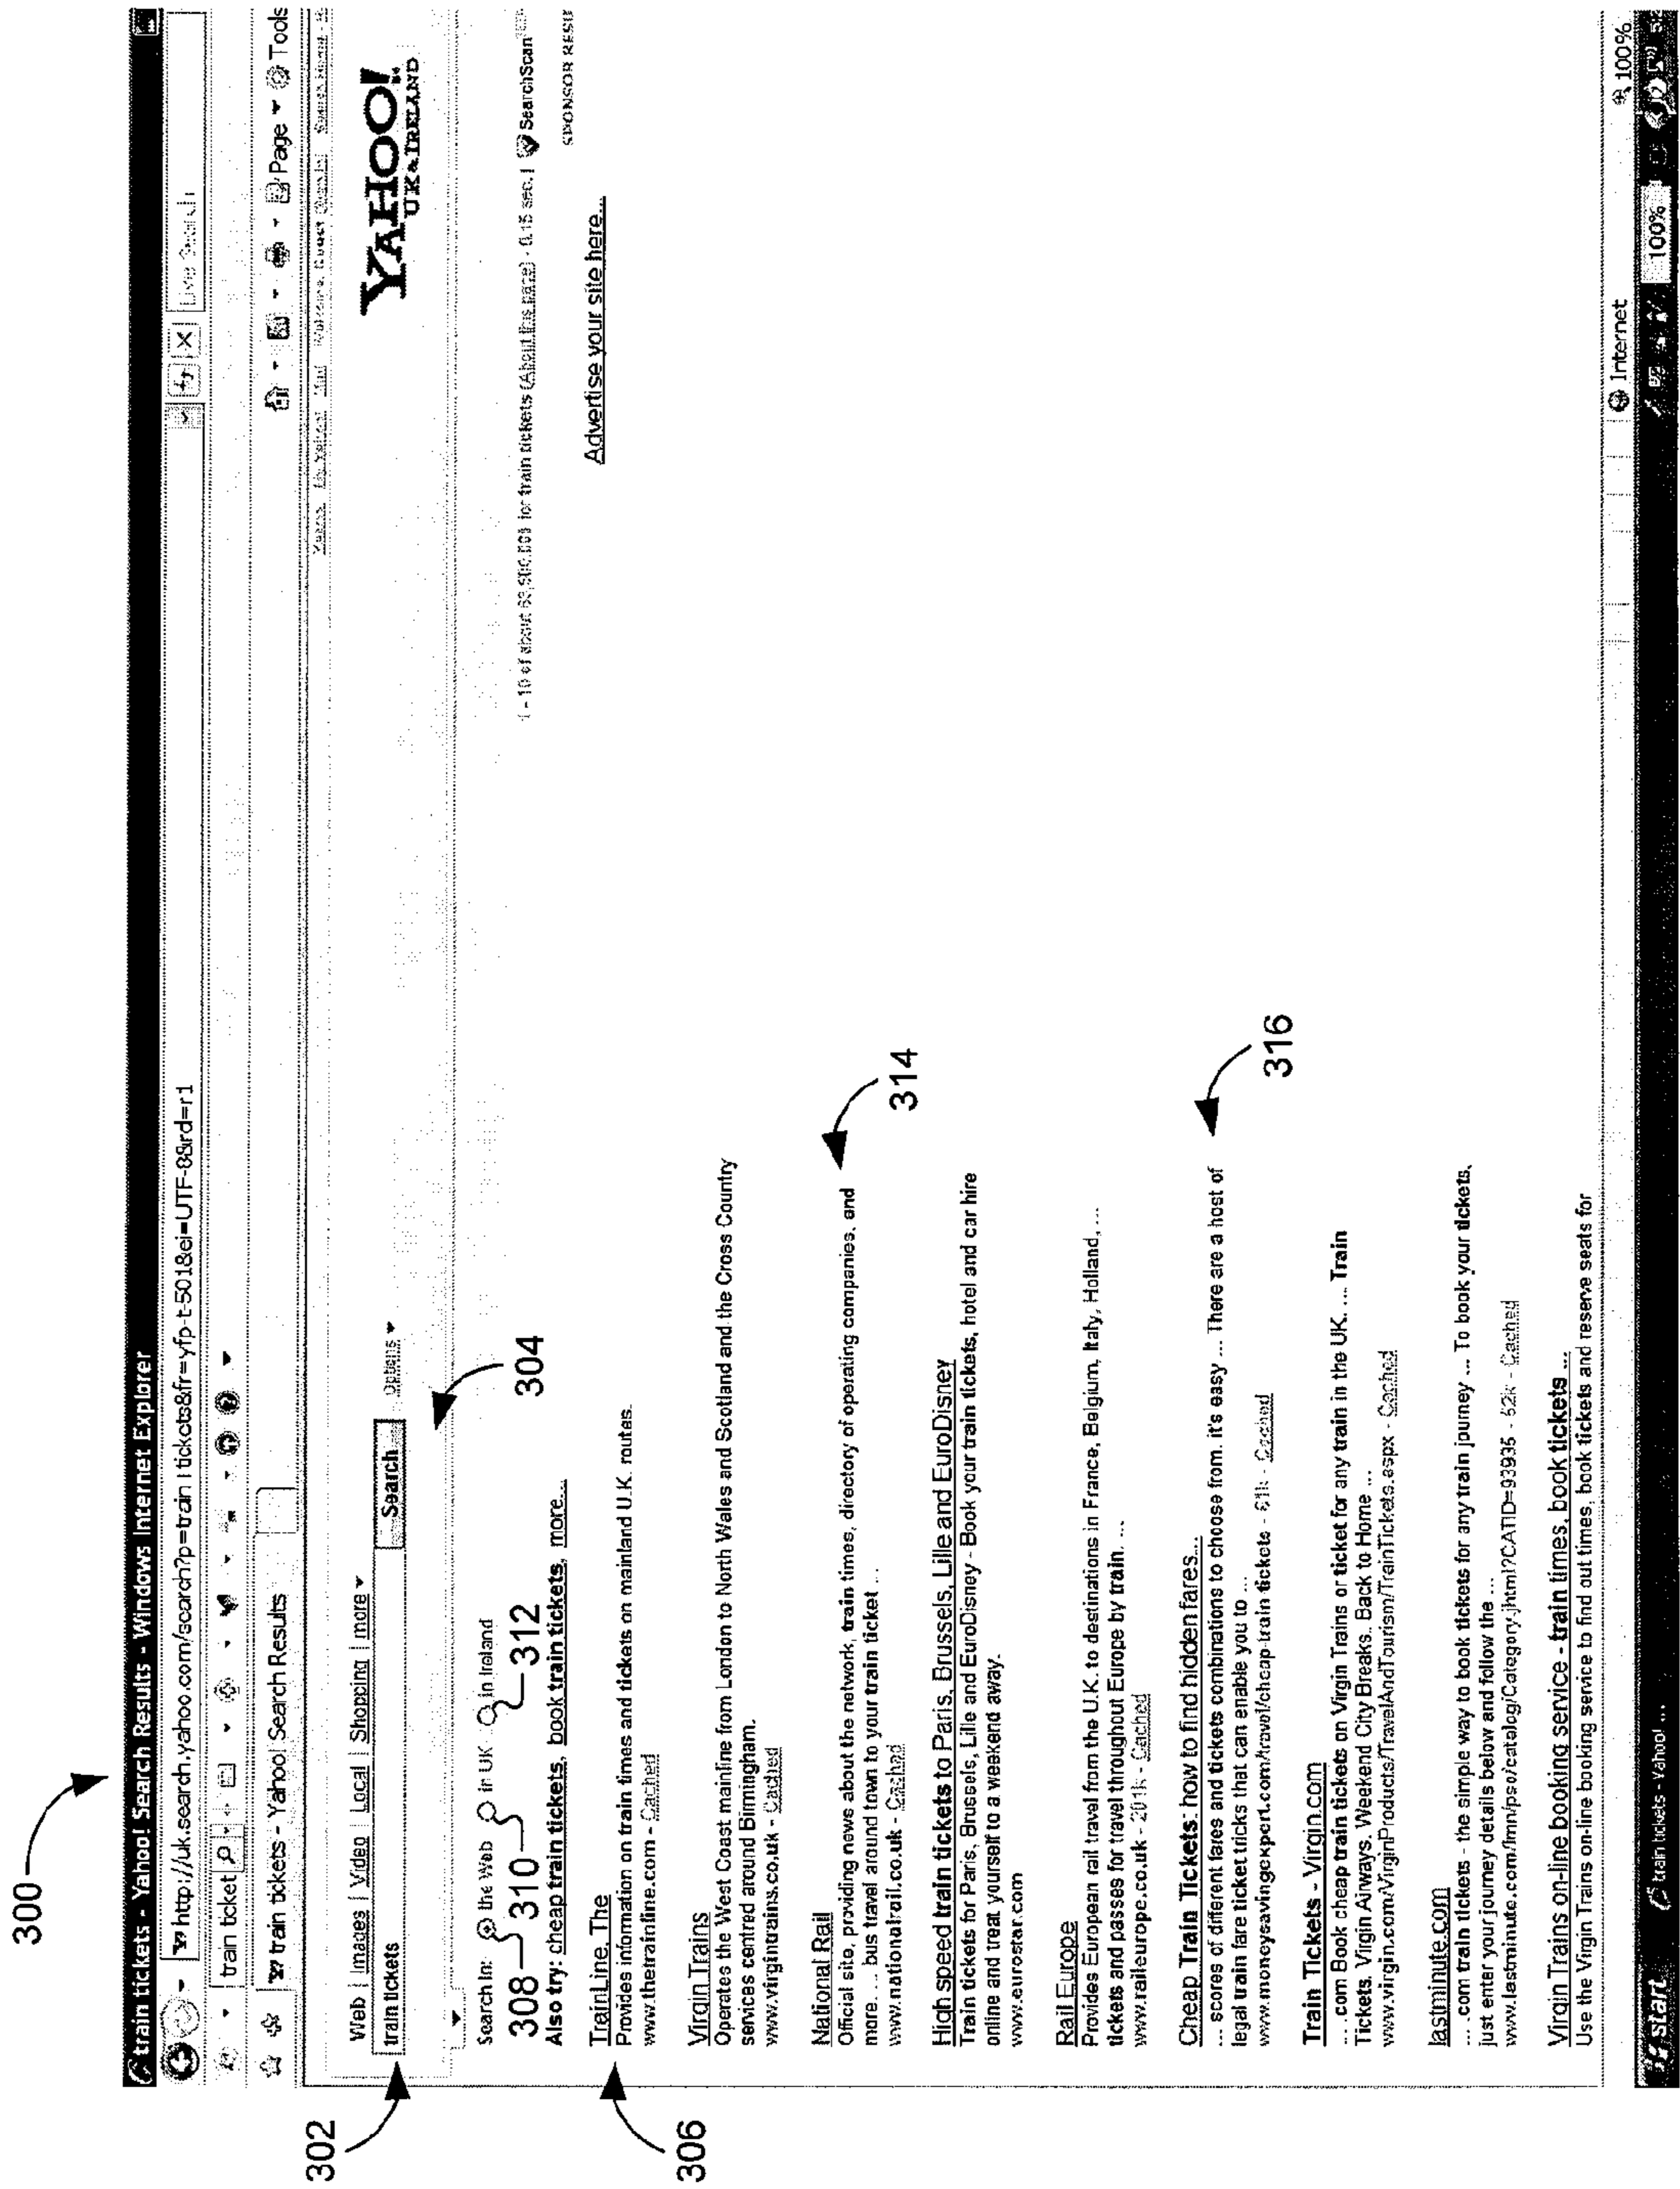 300
train tickets - Yahoo! Search Results - Windows Internet Explorer
train ticket
train tickets - Yahoo! Search Results
Page
Tools
Web | Images | Video | Local | Shopping | more
train tickets
Search
Options
YAHOO!
UK & IRELAND
302
304
Search In: the Web in UK in Ireland
308
310
312
SearchScan
Also try: cheap train tickets, book train tickets, more...
SPONSOR RESU
Advertise your site here...
306
TrainLine, The
Provides information on train times and tickets on mainland U.K. routes.
www.thetrainline.com - Cached
Virgin Trains
Operates the West Coast mainline from London to North Wales and Scotland and the Cross Country
services centred around Birmingham.
www.virgintrains.co.uk - Cached
National Rail
Official site, providing news about the network, train times, directory of operating companies, and
more. ... bus travel around town to your train ticket ...
www.nationalrail.co.uk - Cached
314
High speed train tickets to Paris, Brussels, Lille and EuroDisney
Train tickets for Paris, Brussels, Lille and EuroDisney - Book your train tickets, hotel and car hire
online and treat yourself to a weekend away.
www.eurostar.com
Rail Europe
Provides European rail travel from the U.K. to destinations in France, Belgium, Italy, Holland, ...
tickets and passes for travel throughout Europe by train. ...
www.raileurope.co.uk - 201k - Cached
Cheap Train Tickets: how to find hidden fares...
... scores of different fares and tickets combinations to choose from. it's easy ... There are a host of
legal train fare ticket tricks that can enable you to ...
www.moneysavingexpert.com/travel/cheap-train tickets - Cached
316
Train Tickets - Virgin.com
... .com Book cheap train tickets on Virgin Trains or ticket for any train in the UK. ... Train
Tickets. Virgin Airways. Weekend City Breaks. Back to Home ...
www.virgin.com/VirginProducts/TravelAndTourism/TrainTickets.aspx - Cached
lastminute.com
... .com train tickets - the simple way to book tickets for any train journey ... To book your tickets,
just enter your journey details below and follow the ...
www.lastminute.com/lmn/pso/catalog/Category.jhtml?CATID=93935 - 62k - Cached
Virgin Trains on-line booking service - train times, book tickets ...
Use the Virgin Trains on-line booking service to find out times, book tickets and reserve seats for
Internet
100%
Start
train tickets - Yahoo! ...
100%